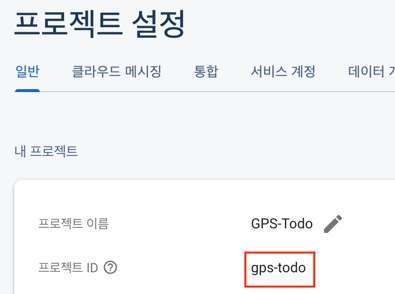 프로젝트 설정
일반 클라우드 메시징 통합 서비스 계정 데이터
내 프로젝트
프로젝트 이름 GPS-Todo
프로젝트 ID gps-todo